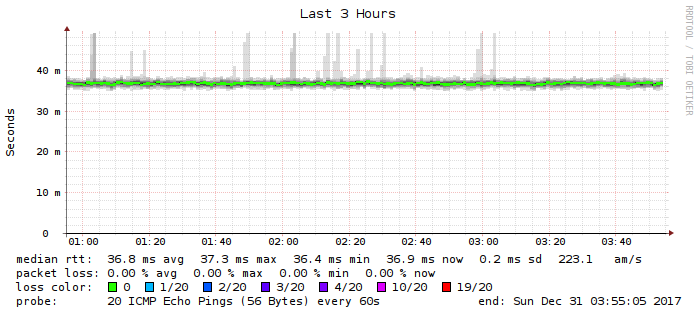 Last 3 Hours
RRDTOOL / TOBI OETIKER
Seconds
40 m
30 m
20 m
10 m
0
01:00 01:20 01:40 02:00 02:20 02:40 03:00 03:20 03:40
median rtt: 36.8 ms avg 37.3 ms max 36.4 ms min 36.9 ms now 0.2 ms sd 223.1 am/s
packet loss: 0.00 % avg 0.00 % max 0.00 % min 0.00 % now
loss color: 0 1/20 2/20 3/20 4/20 10/20 19/20
probe: 20 ICMP Echo Pings (56 Bytes) every 60s end: Sun Dec 31 03:55:05 2017